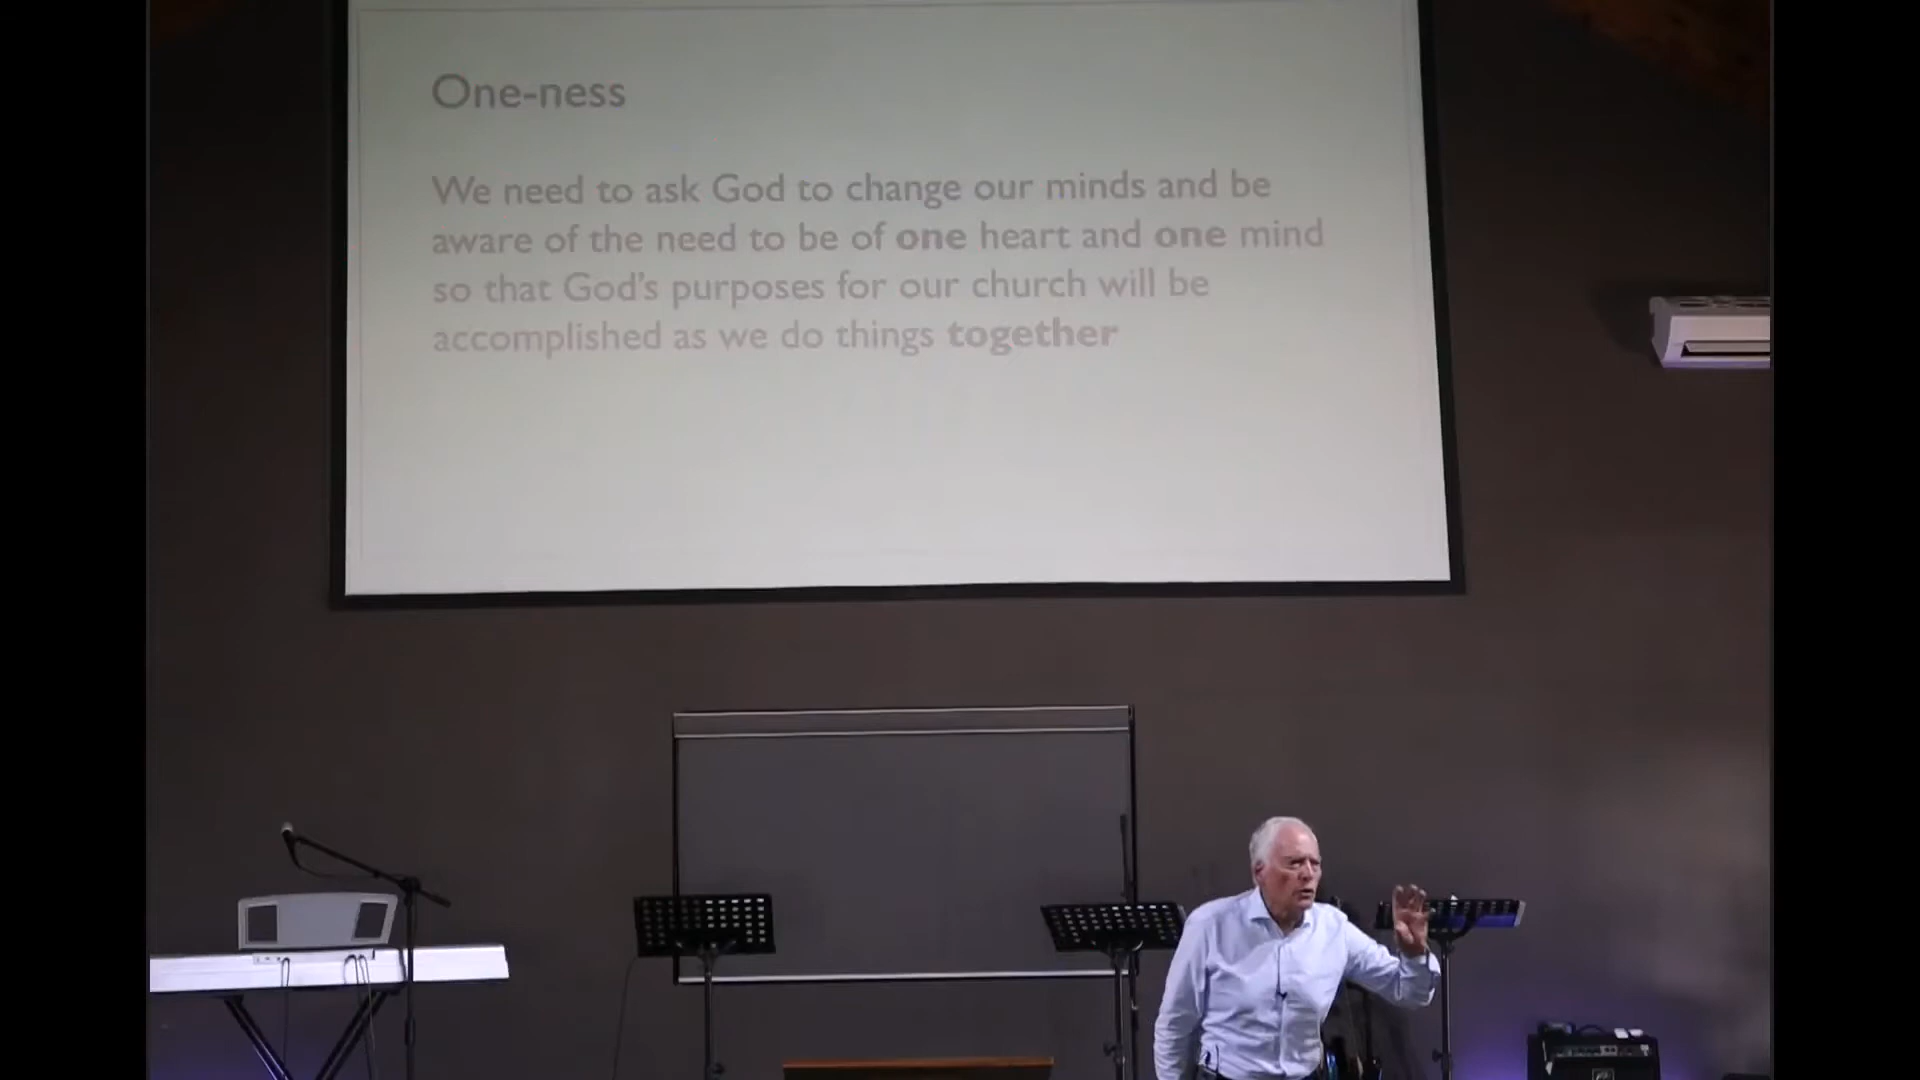 One-ness
We need to ask God to change our minds and be
aware of the need to be of one heart and one mind
so that God's purposes for our church will be
accomplished as we do things together